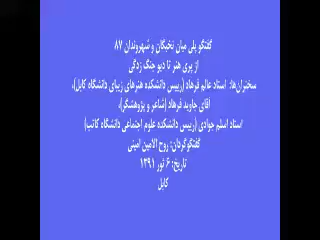 گفتگو پلی میان نخبگان و شهروندان ۸۷
از پری هنر تا دیو جنگ زدگی
سخنران‌ها: استاد عالم فرهاد (رییس دانشکده هنرهای زیبای دانشگاه کابل)،
آقای جاوید فرهاد (شاعر و پژوهشگر)،
استاد اسلم جوادی (رییس دانشکده علوم اجتماعی دانشگاه کاتب)
گفتگوگردان: روح الامین امینی
تاریخ: ۶ ثور ۱۳۹۱
کابل